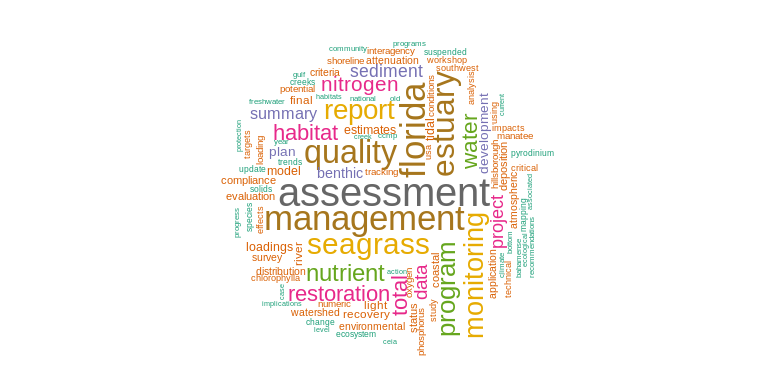 programs
community
interagency
suspended
shoreline
attenuation
workshop
gulf
criteria
sediment
southwest
creeks
potential
nitrogen
conditions
analysis
freshwater
final
habitats
national
old
florida
estuary
using
current
summary
report
tidal
water
development
protection
targets
loading
habitat
estimates
creek
ccmp
impacts
manatee
year
plan
quality
usa
hillsborough
deposition
pyrodinium
trends
update
model
benthic
tracking
critical
compliance
solids
assessment
atmospheric
mapping
associated
evaluation
species
effects
progress
management
project
loadings
river
seagrass
monitoring
bottom
climate
bahamense
ecological
recommendations
survey
distribution
chlorophylla
nutrient
actions
oxygen
data
coastal
program
application
technical
case
restoration
total
implications
numeric
light
watershed
recovery
status
phosphorus
study
change
level
environmental
ecosystem
ceia